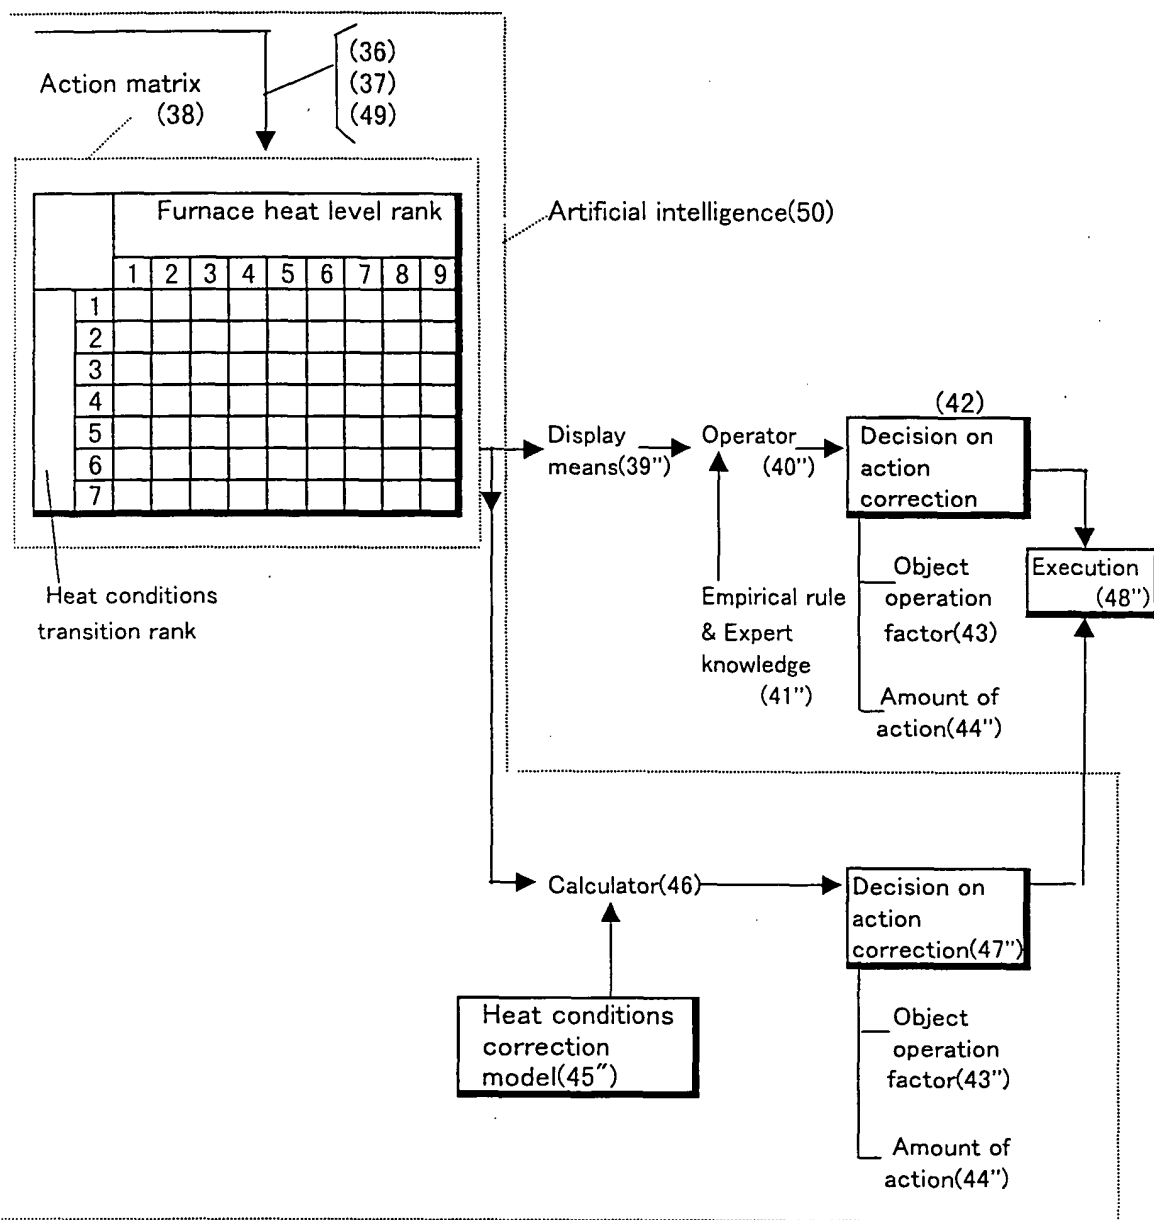 (36)
(37)
(49)
Action matrix
(38)
Furnace heat level rank
1 2 3 4 5 6 7 8 9
1
2
3
4
5
6
7
Heat conditions
transition rank
Artificial intelligence(50)
Display
means(39")
Operator
(40")
Empirical rule
& Expert
knowledge
(41")
(42)
Decision on
action
correction
Object
operation
factor(43)
Amount of
action(44")
Execution
(48")
Calculator(46)
Heat conditions
correction
model(45")
Decision on
action
correction(47")
Object
operation
factor(43")
Amount of
action(44")